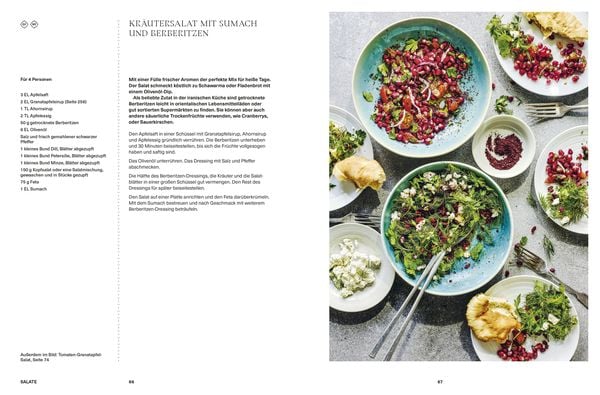 KRÄUTERSALAT MIT SUMACH
UND BERBERITZEN
Für 4 Personen
3 EL Apfelsaft
2 EL Granatapfelsirup (Seite 259)
1 TL Ahornsirup
2 TL Apfelessig
50 g getrocknete Berberitzen
6 EL Olivenöl
Salz und frisch gemahlener schwarzer
Pfeffer
1 kleines Bund Dill, Blätter abgezupft
1 kleines Bund Petersilie, Blätter abgezupft
1 kleines Bund Minze, Blätter abgezupft
150 g Kopfsalat oder eine Salatmischung,
gewaschen und in Stücke gezupft
75 g Feta
1 EL Sumach
Außerdem im Bild: Tomaten-Granatapfel-
Salat, Seite 74
Mit einer Fülle frischer Aromen der perfekte Mix für heiße Tage.
Der Salat schmeckt köstlich zu Schawarma oder Fladenbrot mit
einem Olivenöl-Dip.
Als beliebte Zutat in der iranischen Küche sind getrocknete
Berberitzen leicht in orientalischen Lebensmittelläden oder
gut sortierten Supermärkten zu finden. Sie können aber auch
andere säuerliche Trockenfrüchte verwenden, wie Cranberrys,
oder Sauerkirschen.
Den Apfelsaft in einer Schüssel mit Granatapfelsirup, Ahornsirup
und Apfelessig gründlich verrühren. Die Berberitzen unterheben
und 30 Minuten beiseitestellen, bis sich die Früchte vollgesogen
haben und saftig sind.
Das Olivenöl unterrühren. Das Dressing mit Salz und Pfeffer
abschmecken.
Die Hälfte des Berberitzen-Dressings, die Kräuter und die Salat-
blätter in einer großen Schüssel gut vermengen. Den Rest des
Dressings für später beiseitestellen.
Den Salat auf einer Platte anrichten und den Feta darüberkrümeln.
Mit dem Sumach bestreuen und nach Geschmack mit weiterem
Berberitzen-Dressing beträufeln.
SALATE
66
67